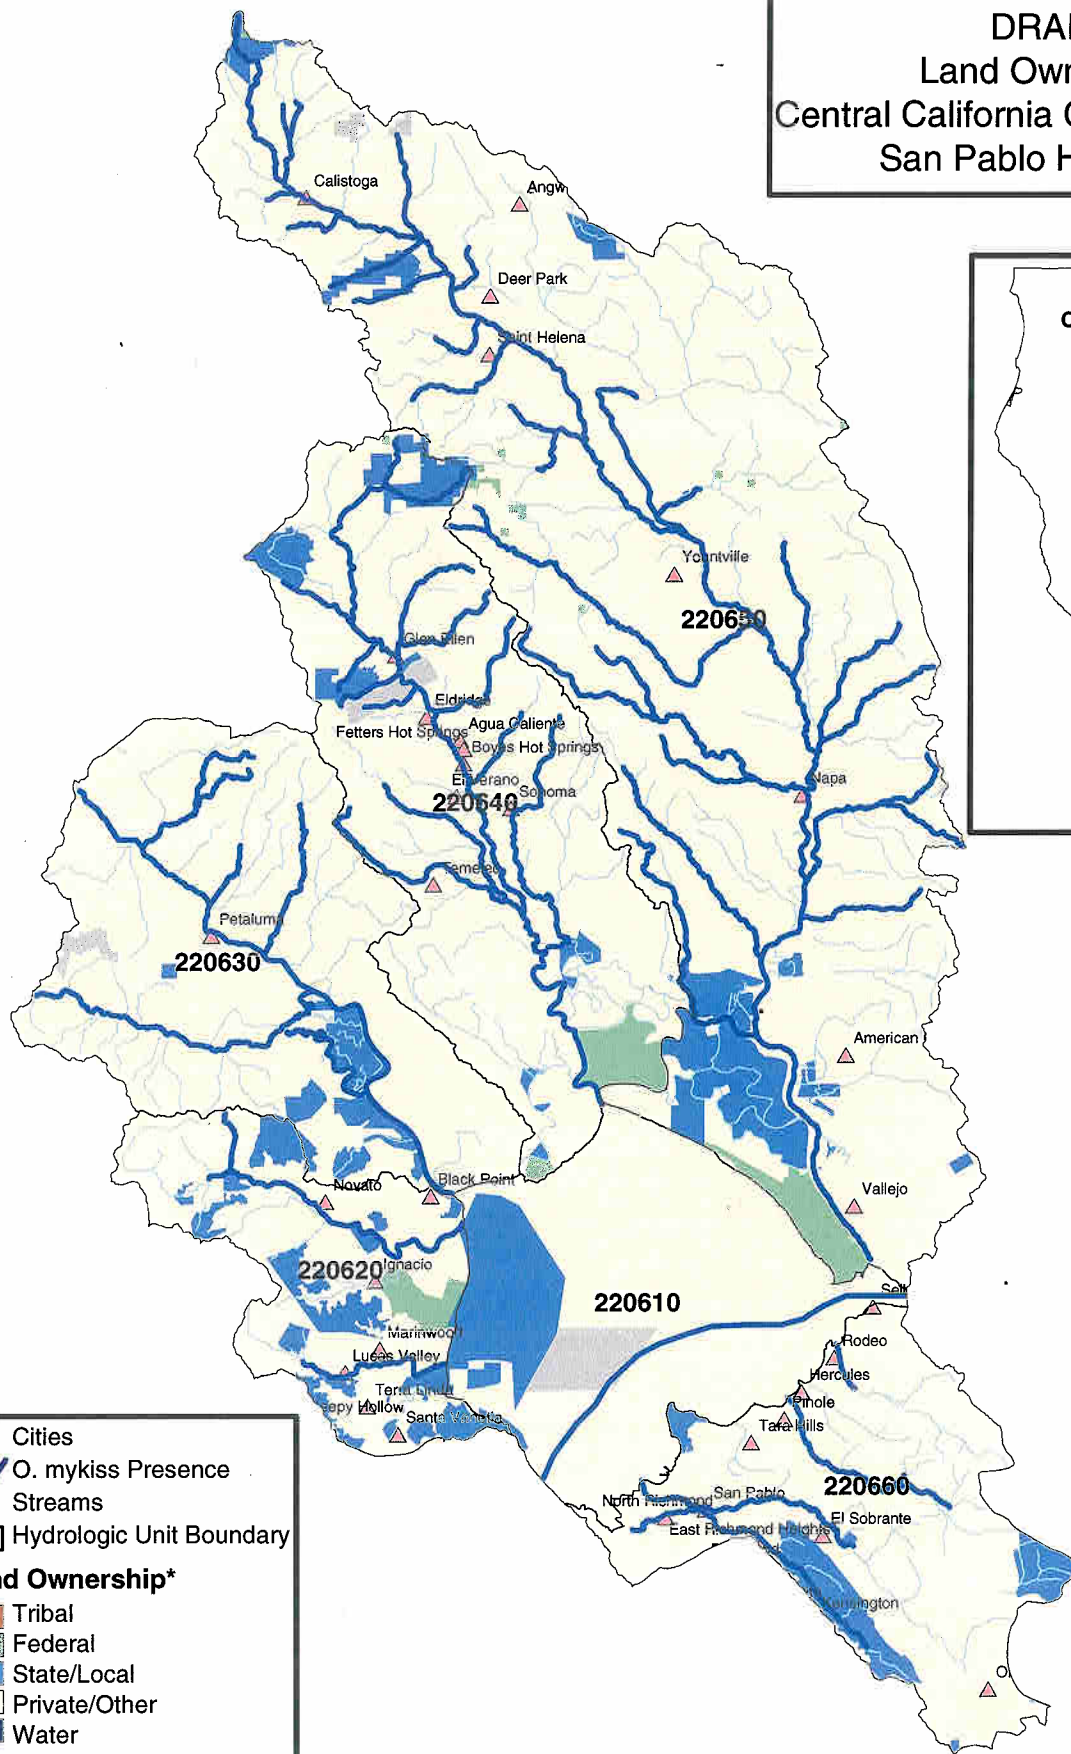 DRA
Land Own
Central California C
San Pablo H
Calistoga
Angw
Deer Park
Saint Helena
Yountville
220650
Glen Ellen
Eldridge
Fetters Hot Springs
Agua Caliente
Boyes Hot Springs
El Verano
220640
Sonoma
Napa
Temelec
Petaluma
220630
American
Black Point
Novato
Vallejo
220620
Ignacio
220610
Marinwood
Lucas Valley
Terra Linda
eepy Hollow
Santa Venetia
Rodeo
Hercules
Pinole
Tara Hills
220660
North Richmond
San Pablo
El Sobrante
East Richmond Heights
Kensington
O
Cities
O. mykiss Presence
Streams
Hydrologic Unit Boundary
d Ownership*
Tribal
Federal
State/Local
Private/Other
Water